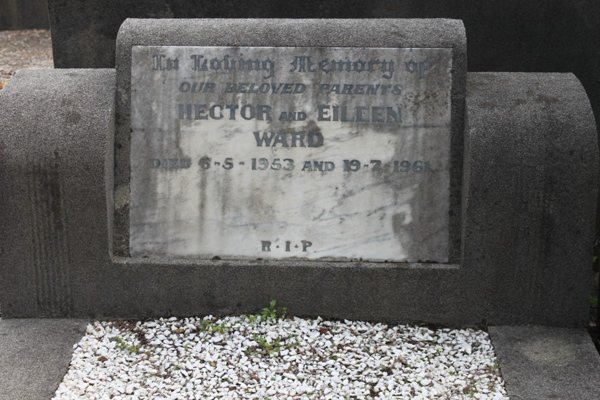 In Loving Memory of
OUR BELOVED PARENTS
HECTOR AND EILEEN
WARD
DIED 6-5-1953 AND 19-7-1961.
R·I·P.